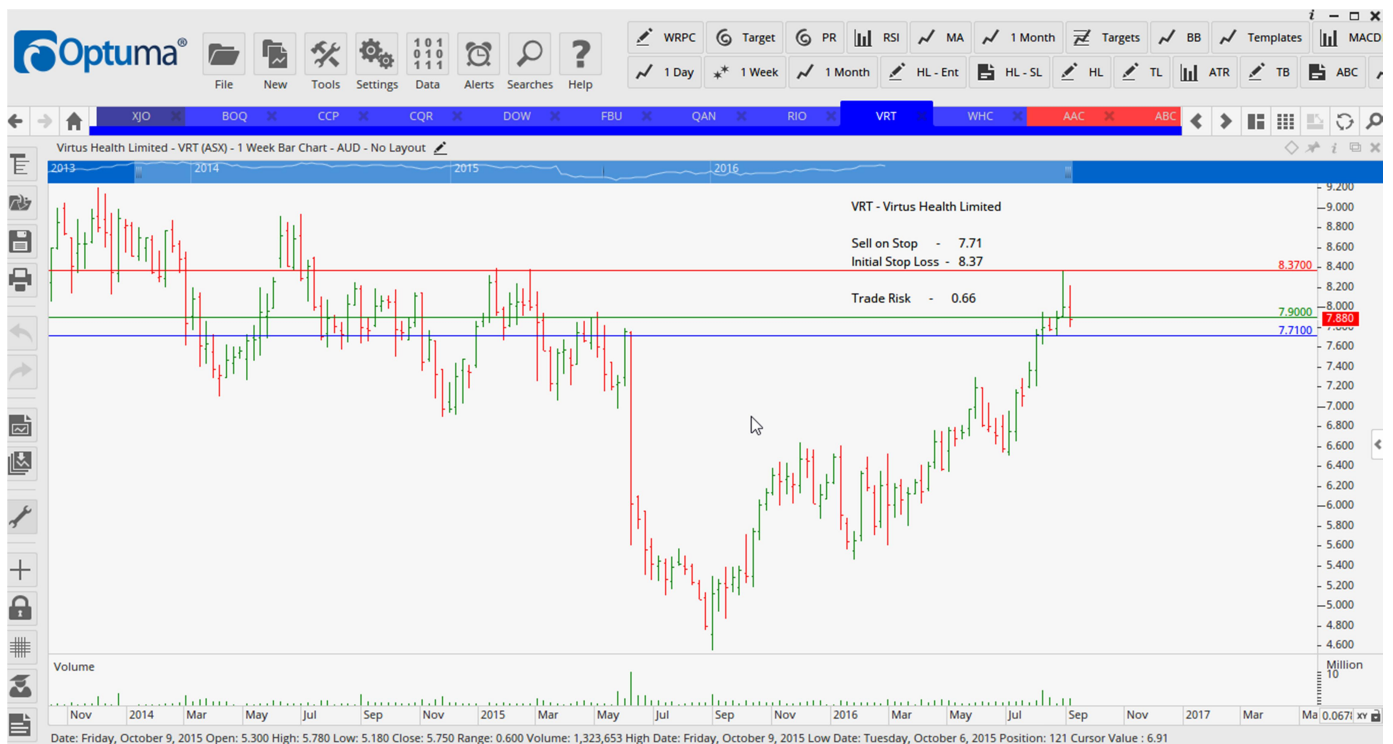 Optuma®
File
New
Tools
Settings
Data
Alerts
Searches
Help
WRPC Target PR RSI MA 1 Month Targets BB Templates MACD
1 Day 1 Week 1 Month HL - Ent HL - SL HL TL ATR TB ABC
XJO BOQ CCP CQR DOW FBU QAN RIO VRT WHC AAC ABC
Virtus Health Limited - VRT (ASX) - 1 Week Bar Chart - AUD - No Layout
2013 2014 2015 2016
VRT - Virtus Health Limited
Sell on Stop - 7.71
Initial Stop Loss - 8.37
Trade Risk - 0.66
8.3700
7.9000
7.880
7.7100
9.200
9.000
8.800
8.600
8.400
8.200
8.000
7.600
7.400
7.200
7.000
6.800
6.600
6.400
6.200
6.000
5.800
5.600
5.400
5.200
5.000
4.800
4.600
Volume
Million
10
Nov 2014 Mar May Jul Sep Nov 2015 Mar May Jul Sep Nov 2016 Mar May Jul Sep Nov 2017 Mar Ma 0.067 XY
Date: Friday, October 9, 2015 Open: 5.300 High: 5.780 Low: 5.180 Close: 5.750 Range: 0.600 Volume: 1,323,653 High Date: Friday, October 9, 2015 Low Date: Tuesday, October 6, 2015 Position: 121 Cursor Value : 6.91